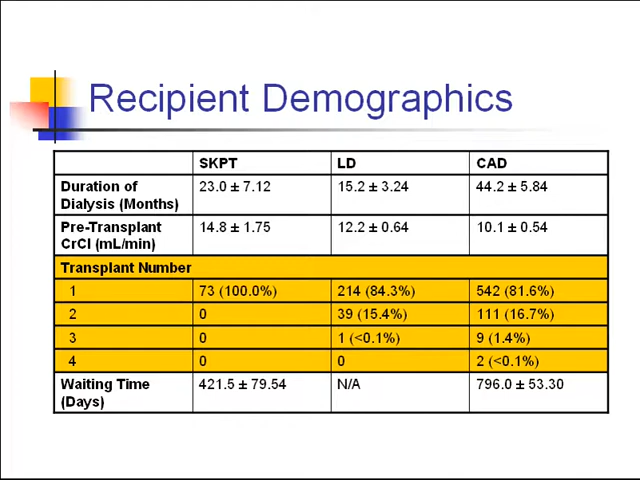 Recipient Demographics
SKPT LD CAD
Duration of Dialysis (Months) 23.0 ± 7.12 15.2 ± 3.24 44.2 ± 5.84
Pre-Transplant CrCl (mL/min) 14.8 ± 1.75 12.2 ± 0.64 10.1 ± 0.54
Transplant Number
1 73 (100.0%) 214 (84.3%) 542 (81.6%)
2 0 39 (15.4%) 111 (16.7%)
3 0 1 (<0.1%) 9 (1.4%)
4 0 0 2 (<0.1%)
Waiting Time (Days) 421.5 ± 79.54 N/A 796.0 ± 53.30